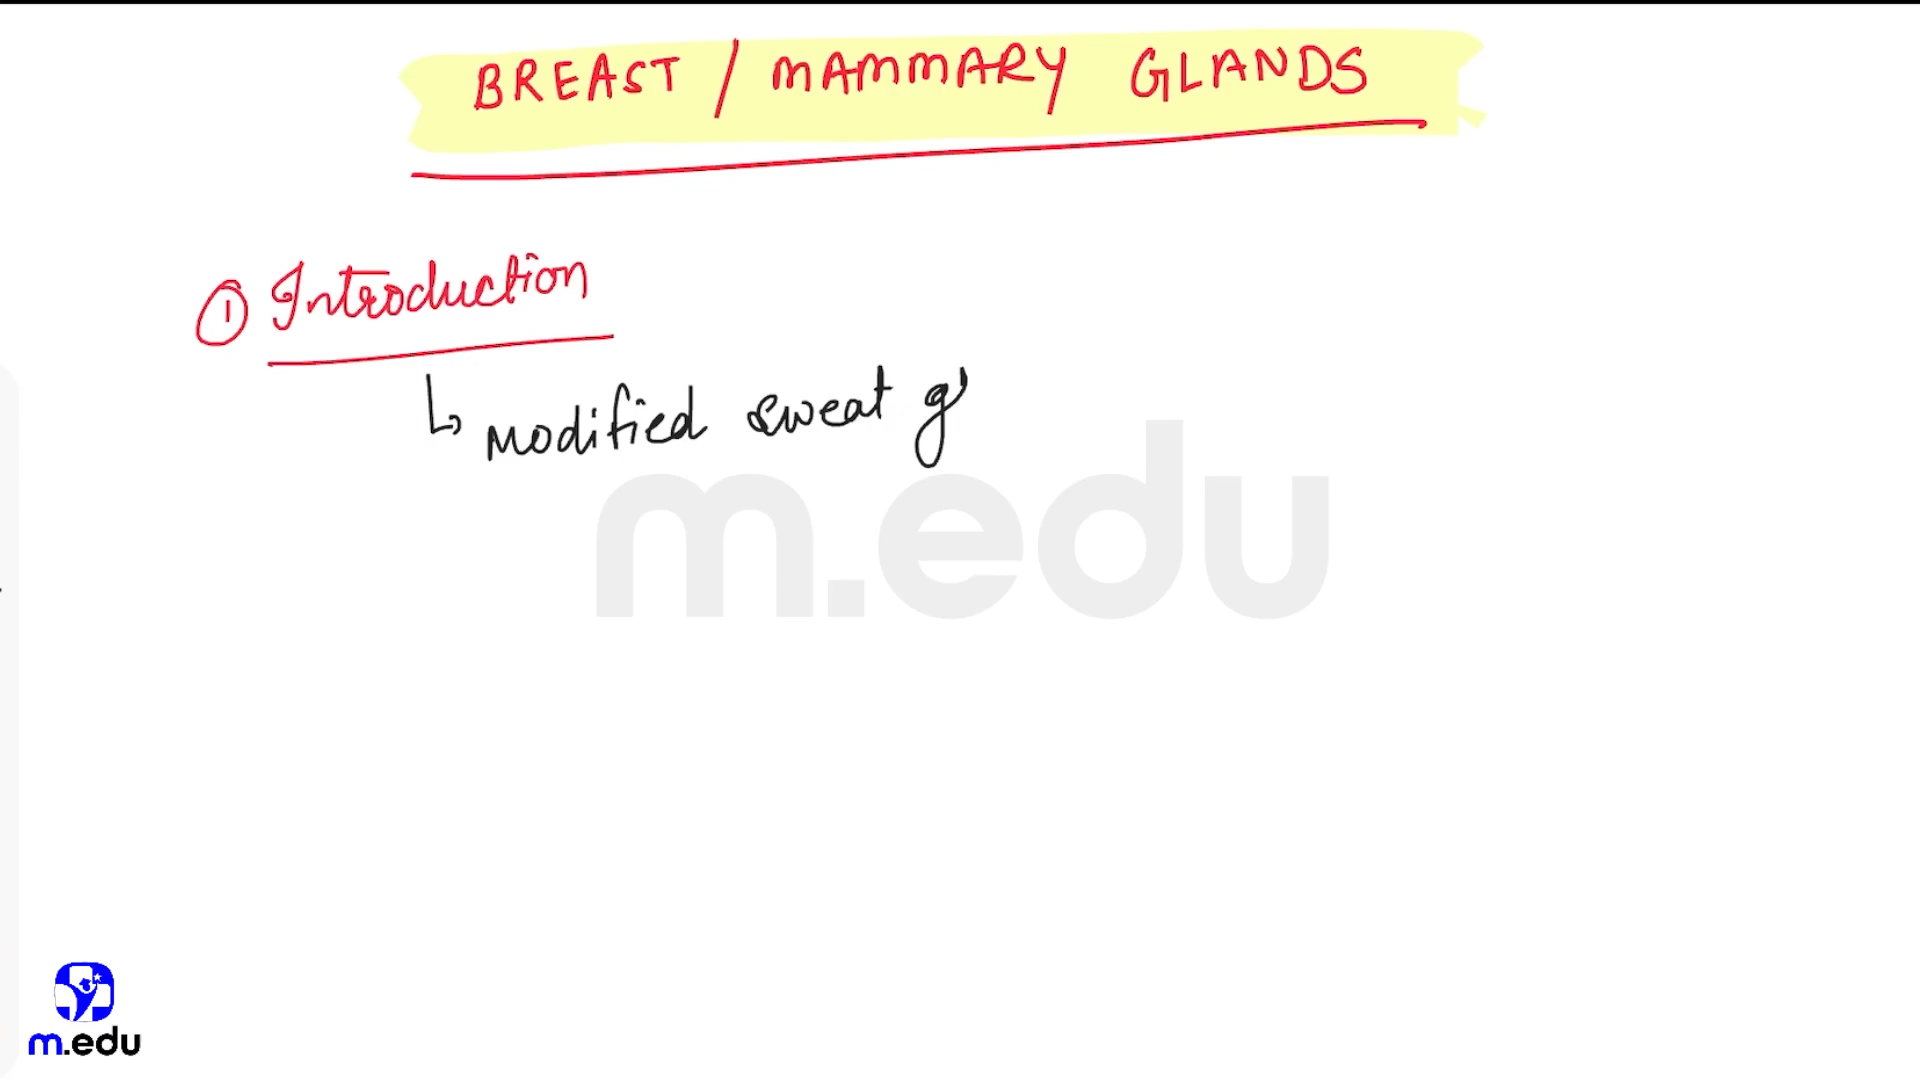 BREAST / MAMMARY GLANDS
① Introduction
↳ modified sweat g
m.edu
m.edu